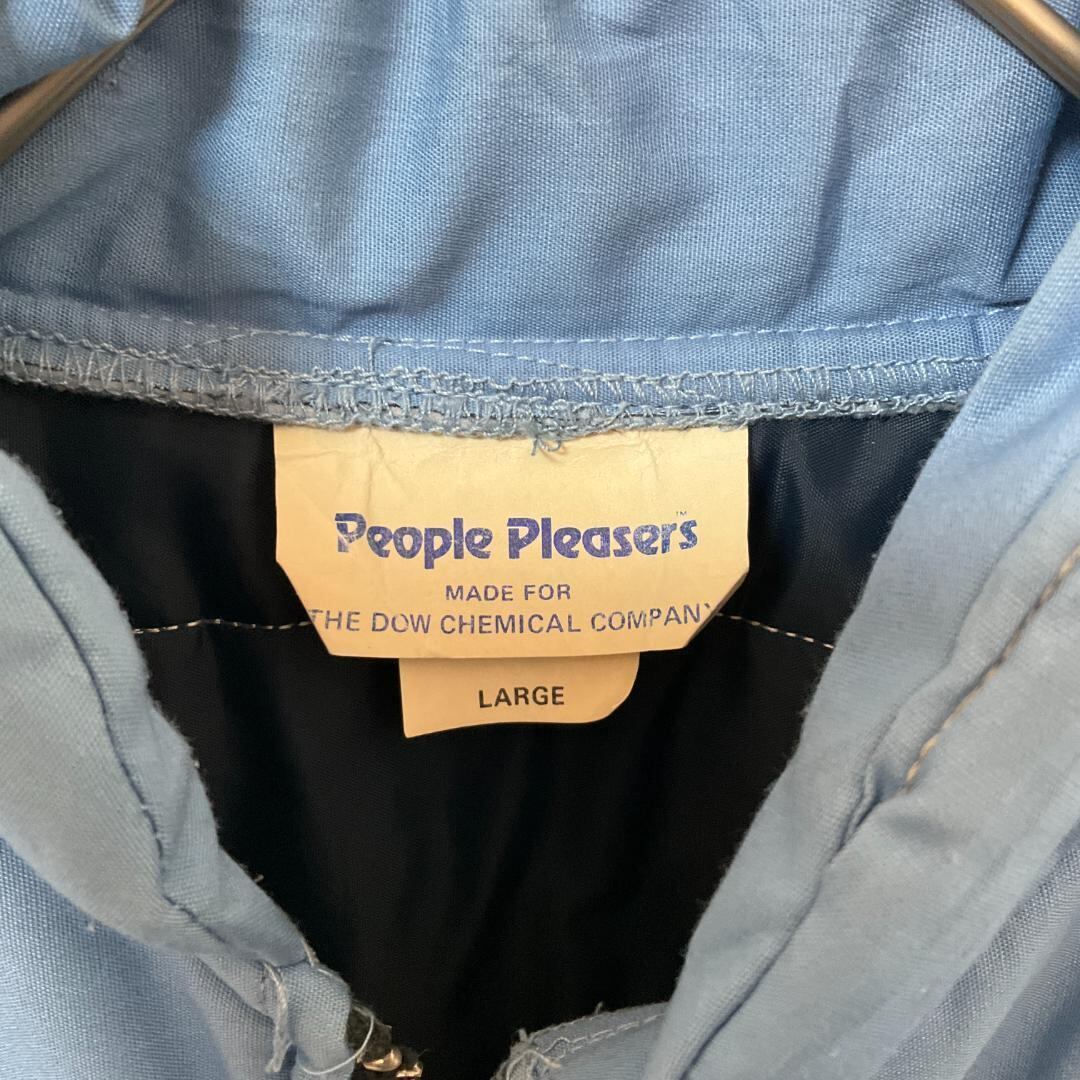 People Pleasers™
MADE FOR
THE DOW CHEMICAL COMPANY
LARGE